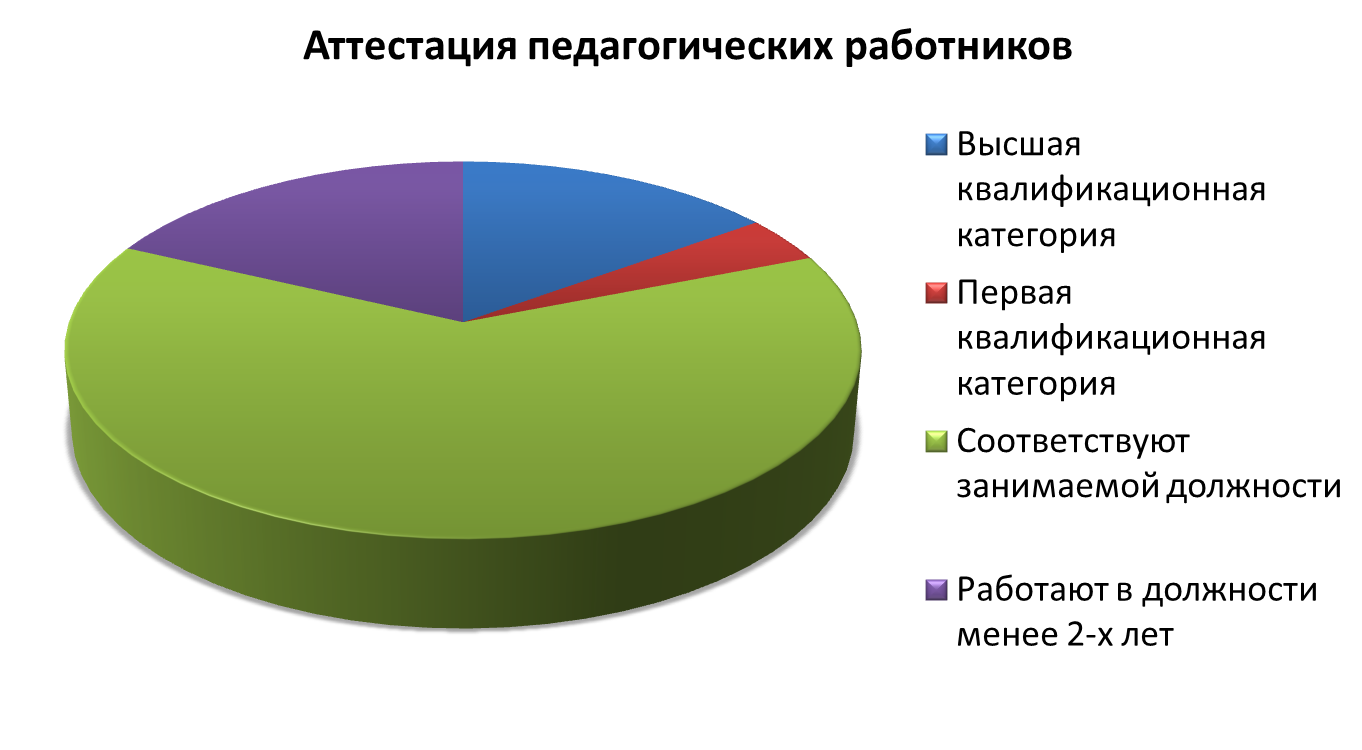 Аттестация педагогических работников
Высшая
квалификационная
категория
Первая
квалификационная
категория
Соответствуют
занимаемой должности
Работают в должности
менее 2-х лет